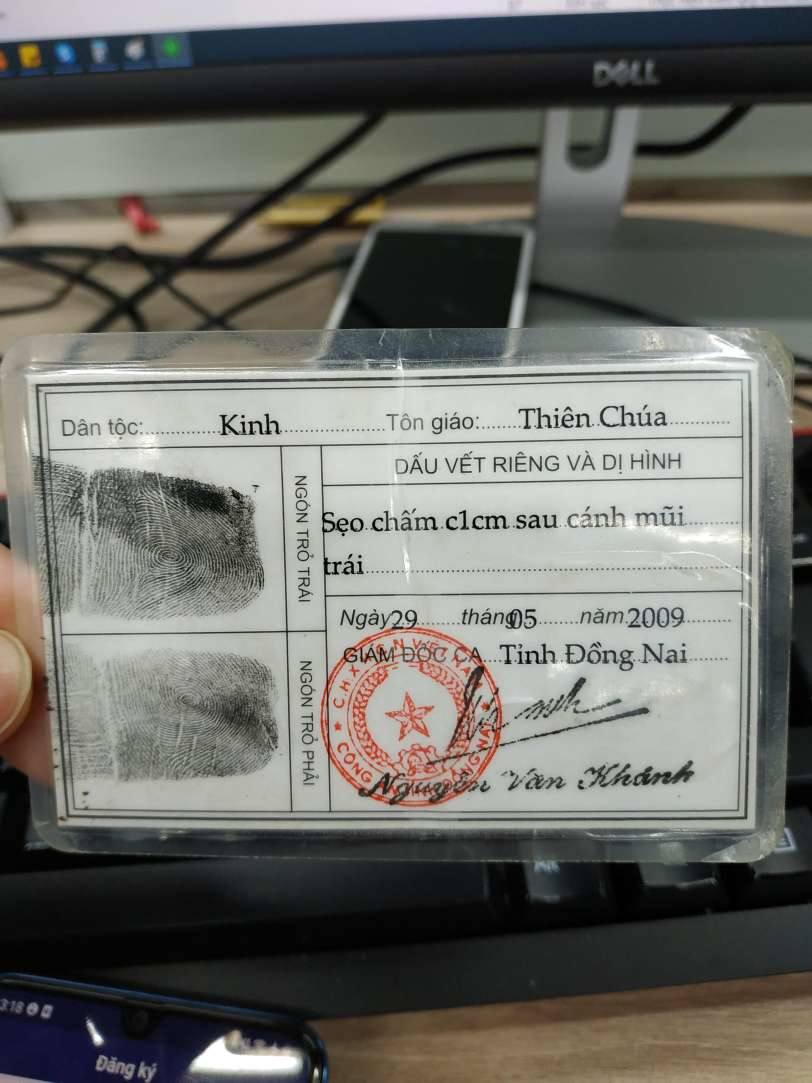 DELL
Dân tộc: Kinh Tôn giáo: Thiên Chúa
NGÓN TRỎ TRÁI
DẤU VẾT RIÊNG VÀ DỊ HÌNH
Sẹo chấm c1cm sau cánh mũi
trái
Ngày 29 tháng 05 năm 2009
NGÓN TRỎ PHẢI
GIÁM ĐỐC CA Tỉnh Đồng Nai
Nguyễn Văn Khánh
3:18
Đăng ký